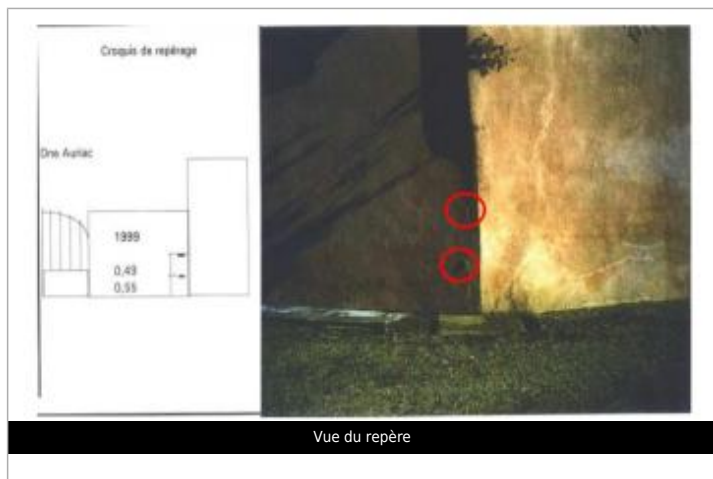 Croquis de repérage
Dne Auriac
1999
0,49
0,55
Vue du repère